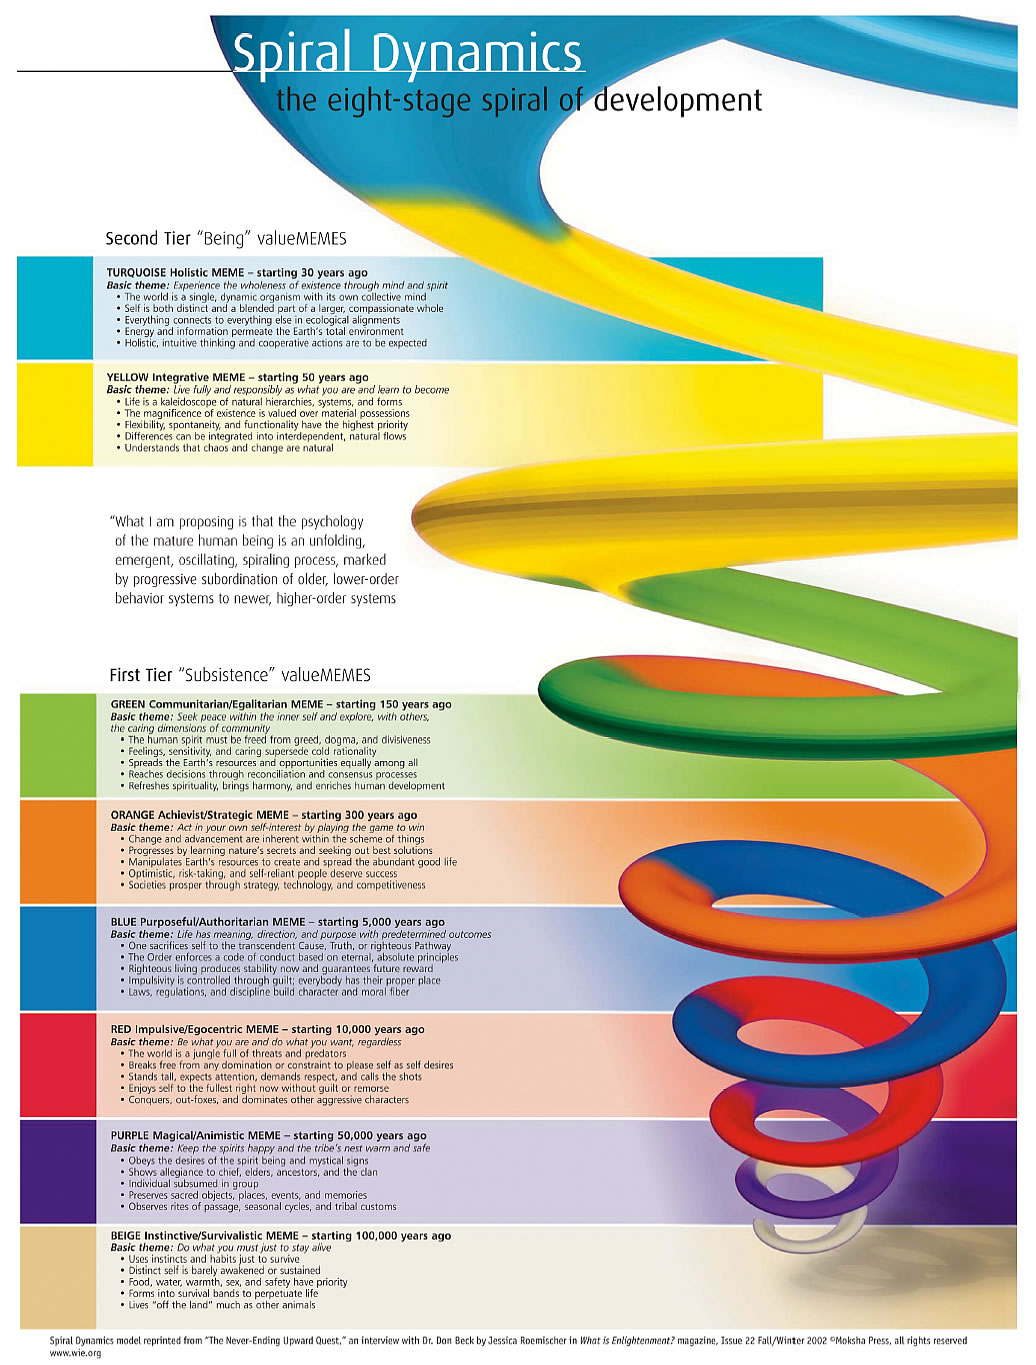 Spiral Dynamics
the eight-stage spiral of development
Second Tier “Being” valueMEMES
TURQUOISE Holistic MEME – starting 30 years ago
Basic theme: Experience the wholeness of existence through mind and spirit
• The world is a single, dynamic organism with its own collective mind
• Self is both distinct and a blended part of a larger, compassionate whole
• Everything connects to everything else in ecological alignments
• Energy and information permeate the Earth’s total environment
• Holistic, intuitive thinking and cooperative actions are to be expected
YELLOW Integrative MEME – starting 50 years ago
Basic theme: Live fully and responsibly as what you are and learn to become
• Life is a kaleidoscope of natural hierarchies, systems, and forms
• The magnificence of existence is valued over material possessions
• Flexibility, spontaneity, and functionality have the highest priority
• Differences can be integrated into interdependent, natural flows
• Understands that chaos and change are natural
“What I am proposing is that the psychology
of the mature human being is an unfolding,
emergent, oscillating, spiraling process, marked
by progressive subordination of older, lower-order
behavior systems to newer, higher-order systems
First Tier “Subsistence” valueMEMES
GREEN Communitarian/Egalitarian MEME – starting 150 years ago
Basic theme: Seek peace within the inner self and explore, with others,
the caring dimensions of community
• The human spirit must be freed from greed, dogma, and divisiveness
• Feelings, sensitivity, and caring supersede cold rationality
• Spreads the Earth’s resources and opportunities equally among all
• Reaches decisions through reconciliation and consensus processes
• Refreshes spirituality, brings harmony, and enriches human development
ORANGE Achievist/Strategic MEME – starting 300 years ago
Basic theme: Act in your own self-interest by playing the game to win
• Change and advancement are inherent within the scheme of things
• Progresses by learning nature’s secrets and seeking out best solutions
• Manipulates Earth’s resources to create and spread the abundant good life
• Optimistic, risk-taking, and self-reliant people deserve success
• Societies prosper through strategy, technology, and competitiveness
BLUE Purposeful/Authoritarian MEME – starting 5,000 years ago
Basic theme: Life has meaning, direction, and purpose with predetermined outcomes
• One sacrifices self to the transcendent Cause, Truth, or righteous Pathway
• The Order enforces a code of conduct based on eternal, absolute principles
• Righteous living produces stability now and guarantees future reward
• Impulsivity is controlled through guilt; everybody has their proper place
• Laws, regulations, and discipline build character and moral fiber
RED Impulsive/Egocentric MEME – starting 10,000 years ago
Basic theme: Be what you are and do what you want, regardless
• The world is a jungle full of threats and predators
• Breaks free from any domination or constraint to please self as self desires
• Stands tall, expects attention, demands respect, and calls the shots
• Enjoys self to the fullest right now without guilt or remorse
• Conquers, out-foxes, and dominates other aggressive characters
PURPLE Magical/Animistic MEME – starting 50,000 years ago
Basic theme: Keep the spirits happy and the tribe’s nest warm and safe
• Obeys the desires of the spirit being and mystical signs
• Shows allegiance to chief, elders, ancestors, and the clan
• Individual subsumed in group
• Preserves sacred objects, places, events, and memories
• Observes rites of passage, seasonal cycles, and tribal customs
BEIGE Instinctive/Survivalistic MEME – starting 100,000 years ago
Basic theme: Do what you must just to stay alive
• Uses instincts and habits just to survive
• Distinct self is barely awakened or sustained
• Food, water, warmth, sex, and safety have priority
• Forms into survival bands to perpetuate life
• Lives “off the land” much as other animals
Spiral Dynamics model reprinted from “The Never-Ending Upward Quest,” an interview with Dr. Don Beck by Jessica Roemischer in What is Enlightenment? magazine, Issue 22 Fall/Winter 2002 ©Moksha Press, all rights reserved
www.wie.org